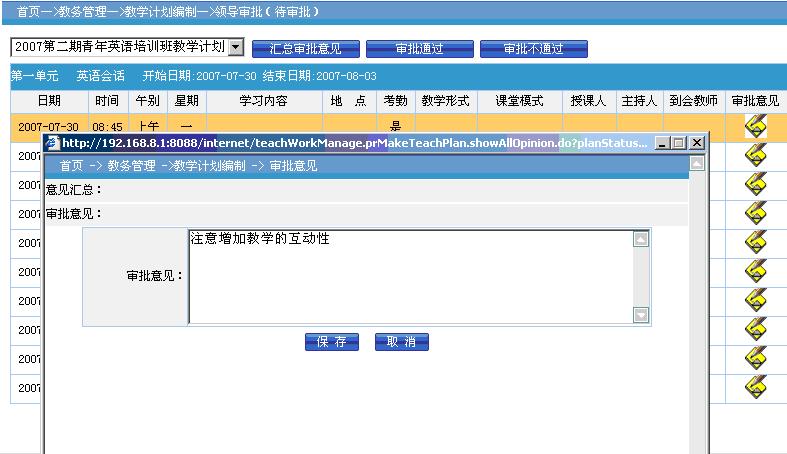 首页—>教务管理—>教学计划编制—>领导审批(待审批)
2007第二期青年英语培训班教学计划 汇总审批意见 审批通过 审批不通过
第一单元 英语会话 开始日期:2007-07-30 结束日期:2007-08-03
日期 时间 午别 星期 学习内容 地 点 考勤 教学形式 课堂模式 授课人 主持人 到会教师 审批意见
2007-07-30 08:45 上午 一 是
http://192.168.8.1:8088/internet/teachWorkManage.prMakeTeachPlan.showAllOpinion.do?planStatus...
首页 -> 教务管理 ->教学计划编制 -> 审批意见
意见汇总：
审批意见：
注意增加教学的互动性
审批意见：
保 存 取 消
2007
2007
2007
2007
2007
2007
2007
2007
2007